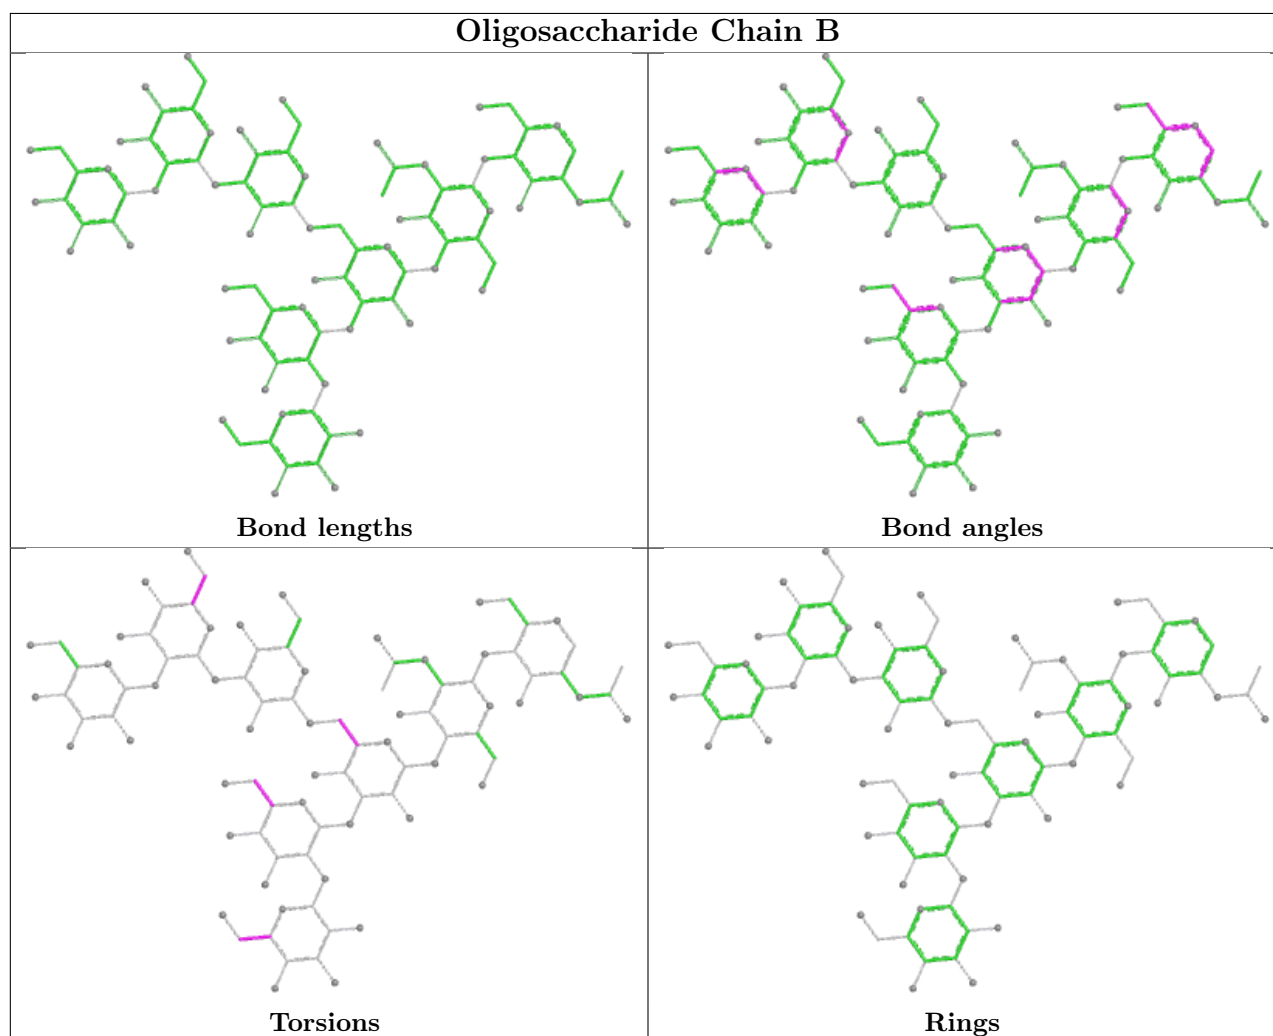 Oligosaccharide Chain B
Bond lengths
Bond angles
Torsions
Rings